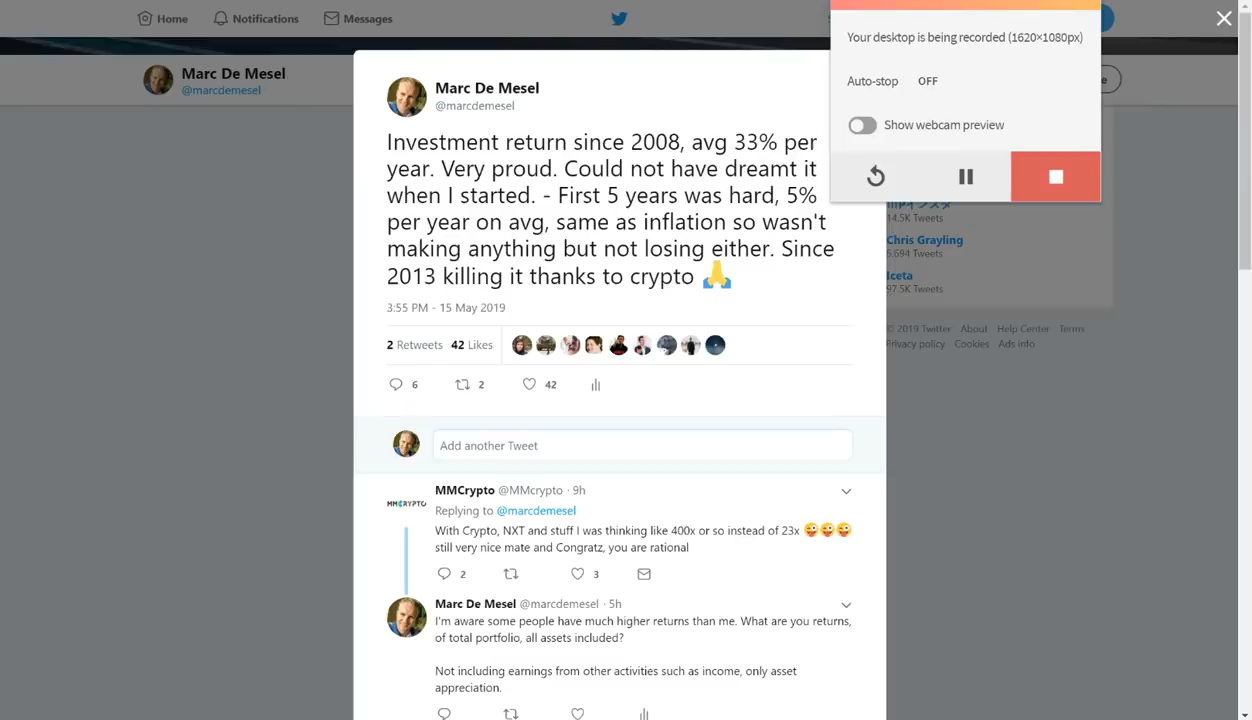 Home
Notifications
Messages
Your desktop is being recorded (1620×1080px)
Auto-stop OFF
Show webcam preview
Marc De Mesel
@marcdemesel
Marc De Mesel
@marcdemesel
Investment return since 2008, avg 33% per
year. Very proud. Could not have dreamt it
when I started. - First 5 years was hard, 5%
per year on avg, same as inflation so wasn't
making anything but not losing either. Since
2013 killing it thanks to crypto 🙏
3:55 PM - 15 May 2019
2 Retweets 42 Likes
6 2 42
Add another Tweet
MMCRYPTO
MMCrypto @MMcrypto · 9h
Replying to @marcdemesel
With Crypto, NXT and stuff I was thinking like 400x or so instead of 23x 😜😜😜
still very nice mate and Congratz, you are rational
2 3
Marc De Mesel @marcdemesel · 5h
I'm aware some people have much higher returns than me. What are you returns,
of total portfolio, all assets included?
Not including earnings from other activities such as income, only asset
appreciation.
14.5K Tweets
Chris Grayling
5,694 Tweets
Iceta
97.5K Tweets
© 2019 Twitter About Help Center Terms
Privacy policy Cookies Ads info